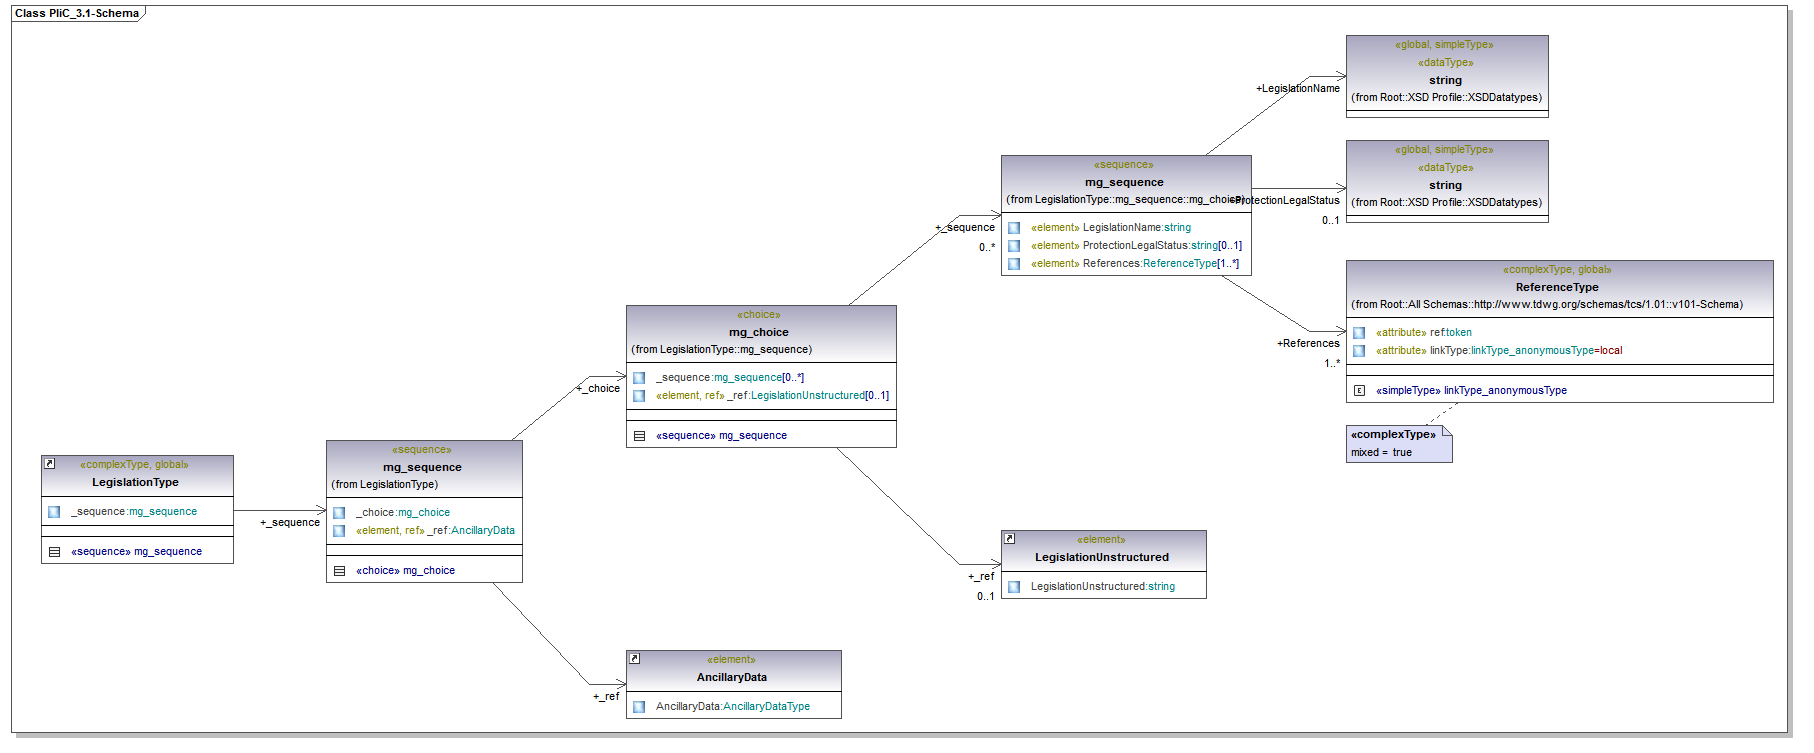 Class PliC_3.1-Schema
«complexType, global»
LegislationType
_sequence:mg_sequence
«sequence» mg_sequence
+_sequence
«sequence»
mg_sequence
(from LegislationType)
_choice:mg_choice
«element, ref» _ref:AncillaryData
«choice» mg_choice
+_choice
+_ref
«choice»
mg_choice
(from LegislationType::mg_sequence)
_sequence:mg_sequence[0..*]
«element, ref» _ref:LegislationUnstructured[0..1]
«sequence» mg_sequence
«element»
AncillaryData
AncillaryData:AncillaryDataType
+_sequence
0..*
+_ref
0..1
«sequence»
mg_sequence
(from LegislationType::mg_sequence::mg_choice)
«element» LegislationName:string
«element» ProtectionLegalStatus:string[0..1]
«element» References:ReferenceType[1..*]
«element»
LegislationUnstructured
LegislationUnstructured:string
+LegislationName
+ProtectionLegalStatus
0..1
+References
1..*
«global, simpleType»
«dataType»
string
(from Root::XSD Profile::XSDDatatypes)
«global, simpleType»
«dataType»
string
(from Root::XSD Profile::XSDDatatypes)
«complexType, global»
ReferenceType
(from Root::All Schemas::http://www.tdwg.org/schemas/tcs/1.01::v101-Schema)
«attribute» ref:token
«attribute» linkType:linkType_anonymousType=local
«simpleType» linkType_anonymousType
«complexType»
mixed = true